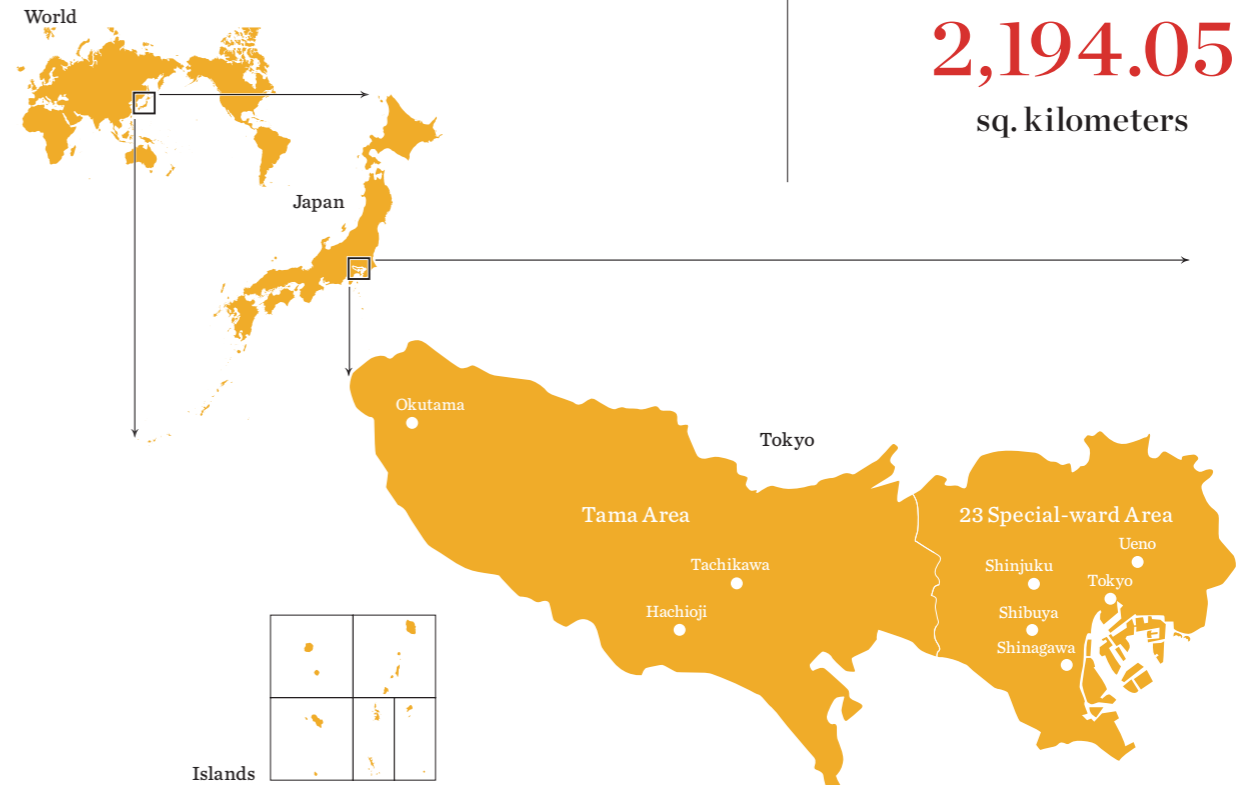 World
2,194.05
sq. kilometers
Japan
Okutama
Tokyo
Tama Area
23 Special-ward Area
Ueno
Tachikawa
Shinjuku
Tokyo
Hachioji
Shibuya
Shinagawa
Islands